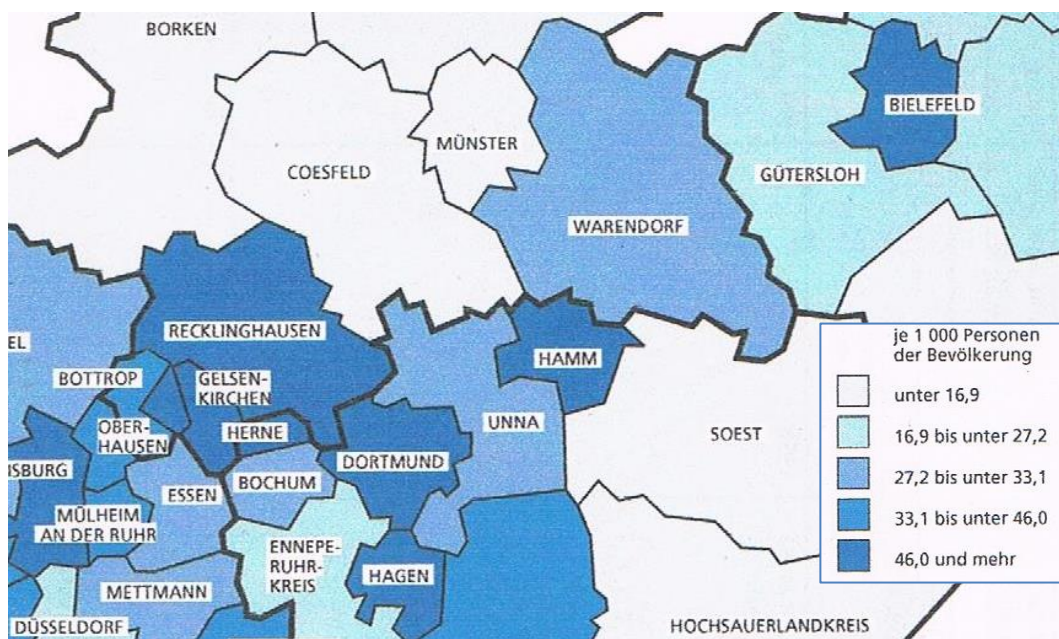 BORKEN
BIELEFELD
MÜNSTER
COESFELD
GÜTERSLOH
WARENDORF
RECKLINGHAUSEN
EL
HAMM
BOTTROP
GELSEN-
KIRCHEN
UNNA
OBER-
HAUSEN
HERNE
SOEST
ISBURG
DORTMUND
BOCHUM
ESSEN
MÜLHEIM
AN DER RUHR
ENNEPE-
RUHR-
KREIS
HAGEN
METTMANN
DÜSSELDORF
HOCHSAUERLANDKREIS
je 1 000 Personen
der Bevölkerung
unter 16,9
16,9 bis unter 27,2
27,2 bis unter 33,1
33,1 bis unter 46,0
46,0 und mehr